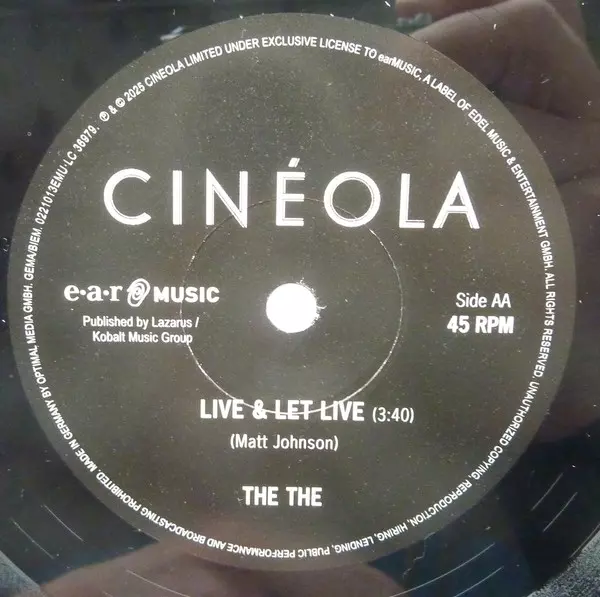 ℗ & © 2025 CINÉOLA LIMITED UNDER EXCLUSIVE LICENSE TO earMUSIC, A LABEL OF EDEL MUSIC & ENTERTAINMENT GMBH. ALL RIGHTS RESERVED. UNAUTHORIZED COPYING, REPRODUCTION, HIRING, LENDING, PUBLIC PERFORMANCE AND BROADCASTING PROHIBITED. MADE IN GERMANY BY OPTIMAL MEDIA GMBH. GEMA/BIEM. 0221013EMU·LC 36979.
CINÉOLA
e·a·r MUSIC
Published by Lazarus /
Kobalt Music Group
Side AA
45 RPM
LIVE & LET LIVE (3:40)
(Matt Johnson)
THE THE